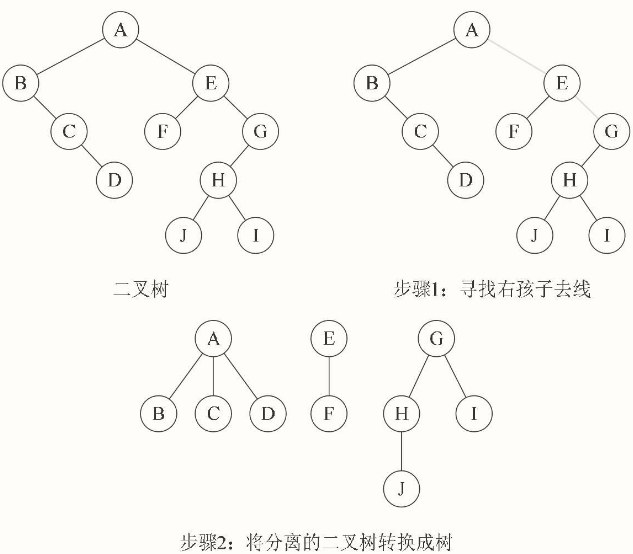 A A
B E B E
C F G C F G
D H D H
J I J I
二叉树 步骤1：寻找右孩子去线
A E G
B C D F H I
J
步骤2：将分离的二叉树转换成树